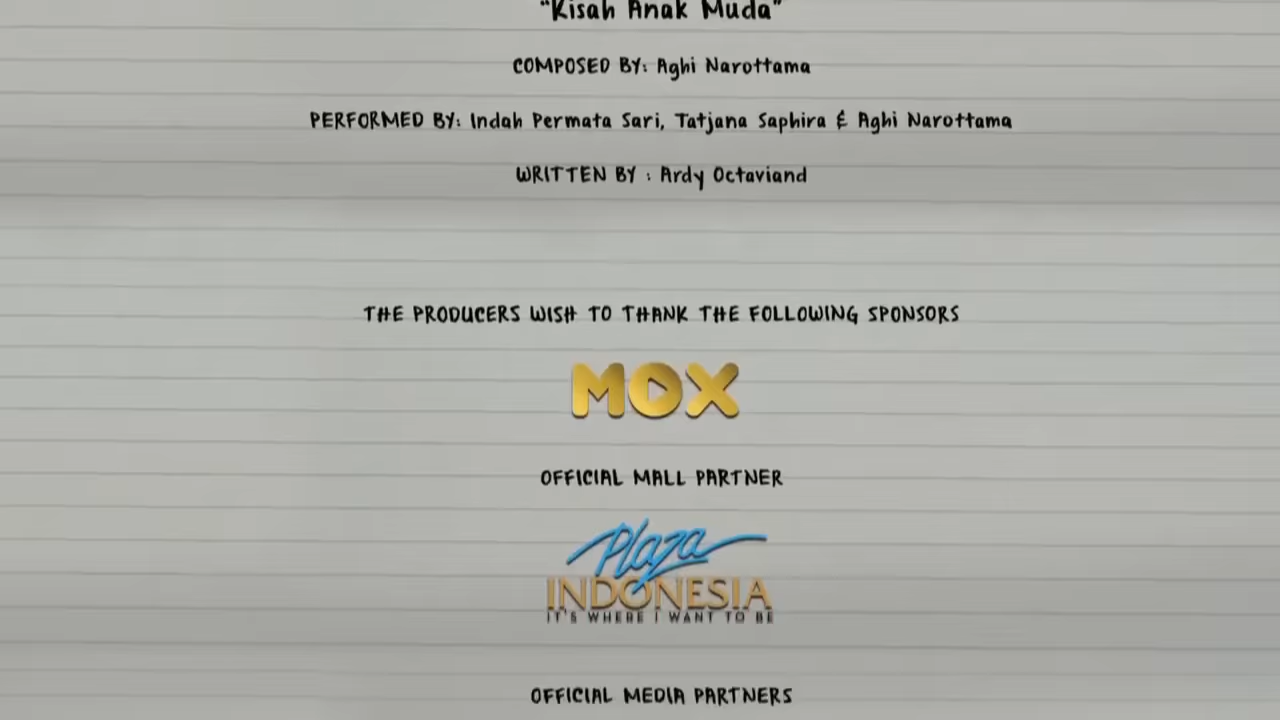 "Kisah Anak Muda"
COMPOSED BY: Aghi Narottama
PERFORMED BY: Indah Permata Sari, Tatjana Saphira & Aghi Narottama
WRITTEN BY : Ardy Octaviand
THE PRODUCERS WISH TO THANK THE FOLLOWING SPONSORS
MOX
OFFICIAL MALL PARTNER
Plaza
INDONESIA
IT'S WHERE I WANT TO BE
OFFICIAL MEDIA PARTNERS